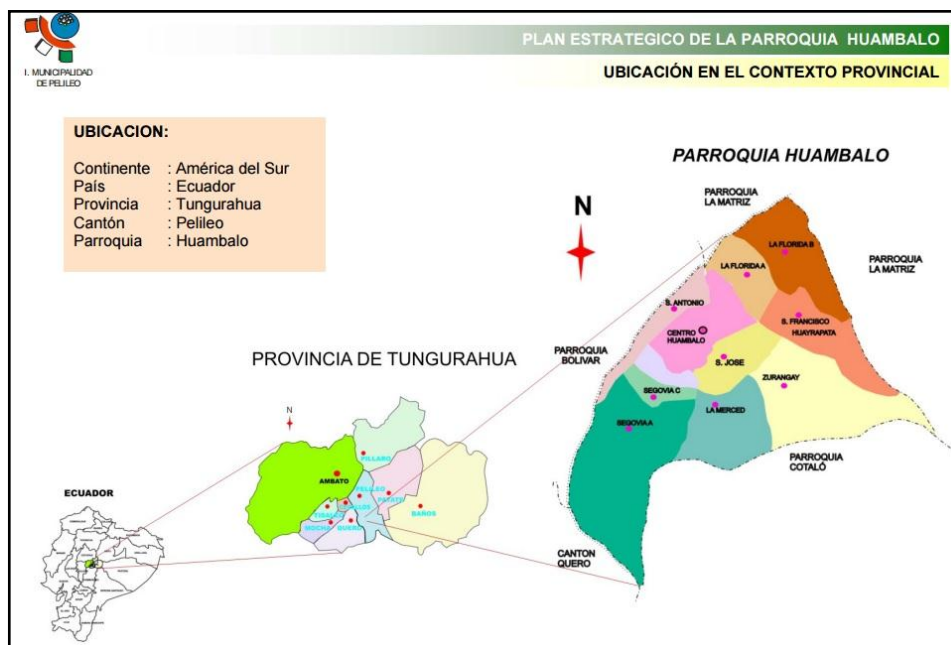 PLAN ESTRATEGICO DE LA PARROQUIA HUAMBALO
UBICACIÓN EN EL CONTEXTO PROVINCIAL
I. MUNICIPALIDAD
DE PELILEO
UBICACION:
Continente : América del Sur
País : Ecuador
Provincia : Tungurahua
Cantón : Pelileo
Parroquia : Huambalo
PARROQUIA HUAMBALO
PARROQUIA
LA MATRIZ
N
LA FLORIDA B
LA FLORIDA A
PARROQUIA
LA MATRIZ
S. ANTONIO
S. FRANCISCO
HUAYRAPATA
CENTRO
HUAMBALO
PARROQUIA
BOLIVAR
S. JOSE
ZURANGAY
SEGOVIA C
LA MERCED
SEGOVIA A
PARROQUIA
COTALÓ
CANTON
QUERO
PROVINCIA DE TUNGURAHUA
N
PILLARO
AMBATO
PELILEO
PATATE
BAÑOS
MOCHA
QUERO
ECUADOR